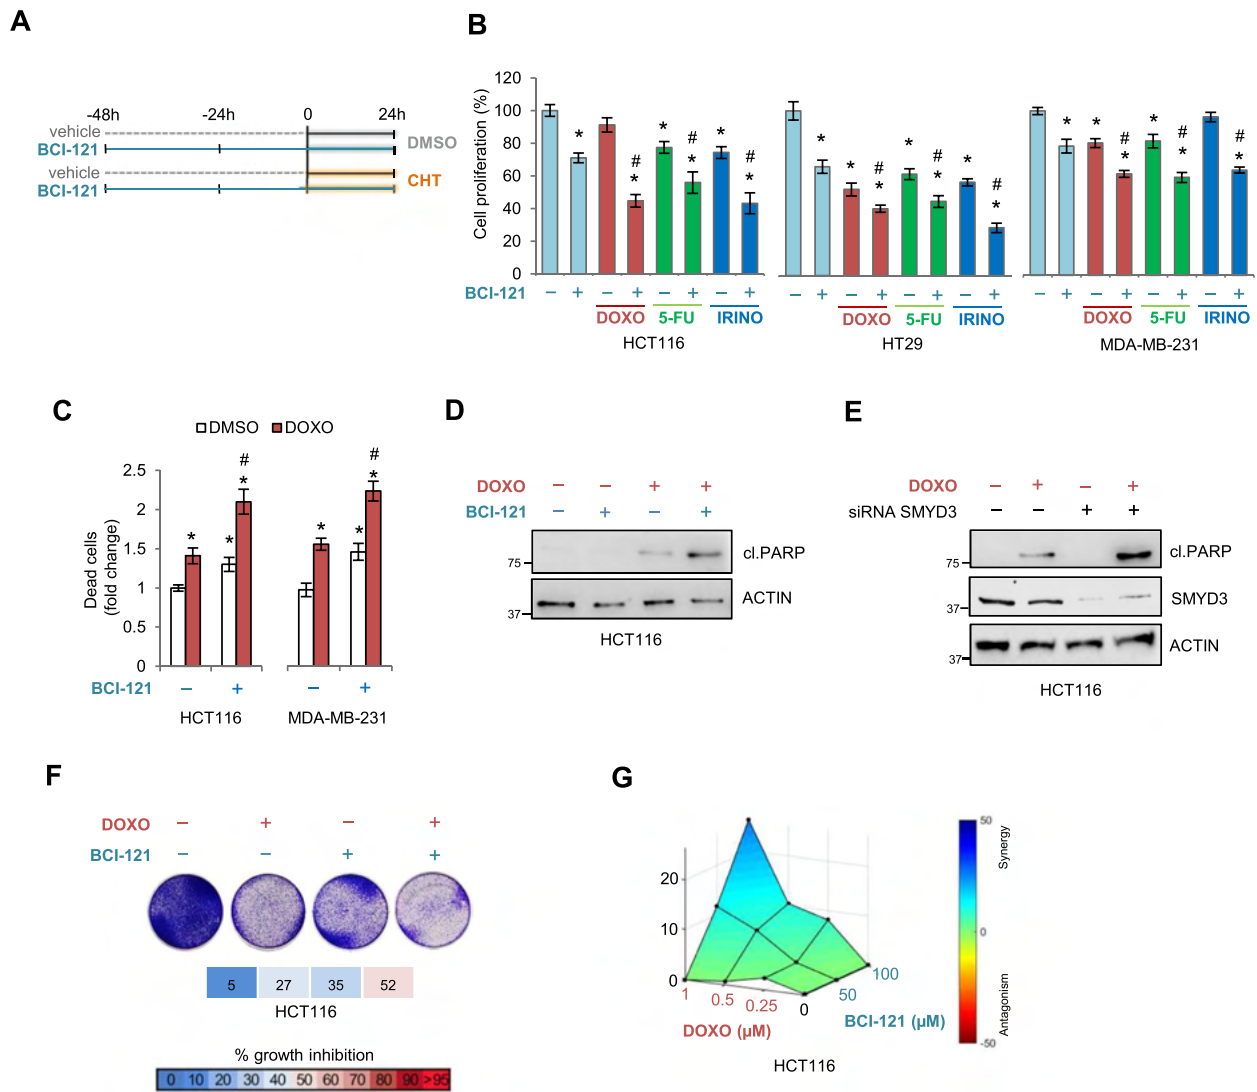 A
-48h -24h 0 24h
vehicle
BCI-121
DMSO
vehicle
BCI-121
CHT
B
Cell proliferation (%)
120
100
80
60
40
20
0
* * # * * # * * # *
* * # * * # * * # *
* * # * * # * # *
BCI-121 − + − + − + − +
− + − + − + − +
− + − + − + − +
DOXO 5-FU IRINO
DOXO 5-FU IRINO
DOXO 5-FU IRINO
HCT116
HT29
MDA-MB-231
C
DMSO DOXO
Dead cells
(fold change)
2.5
2
1.5
1
0.5
0
* * # *
* * # *
BCI-121 − + − +
HCT116 MDA-MB-231
D
DOXO − − + +
BCI-121 − + − +
cl.PARP
75
ACTIN
37
HCT116
E
DOXO − + − +
siRNA SMYD3 − − + +
cl.PARP
75
SMYD3
37
ACTIN
37
HCT116
F
DOXO − + − +
BCI-121 − − + +
5 27 35 52
HCT116
% growth inhibition
0 10 20 30 40 50 60 70 80 90 >95
G
20
10
0
1 0.5 0.25 0
50
100
DOXO (µM)
BCI-121 (µM)
HCT116
50
0
-50
Synergy
Antagonism